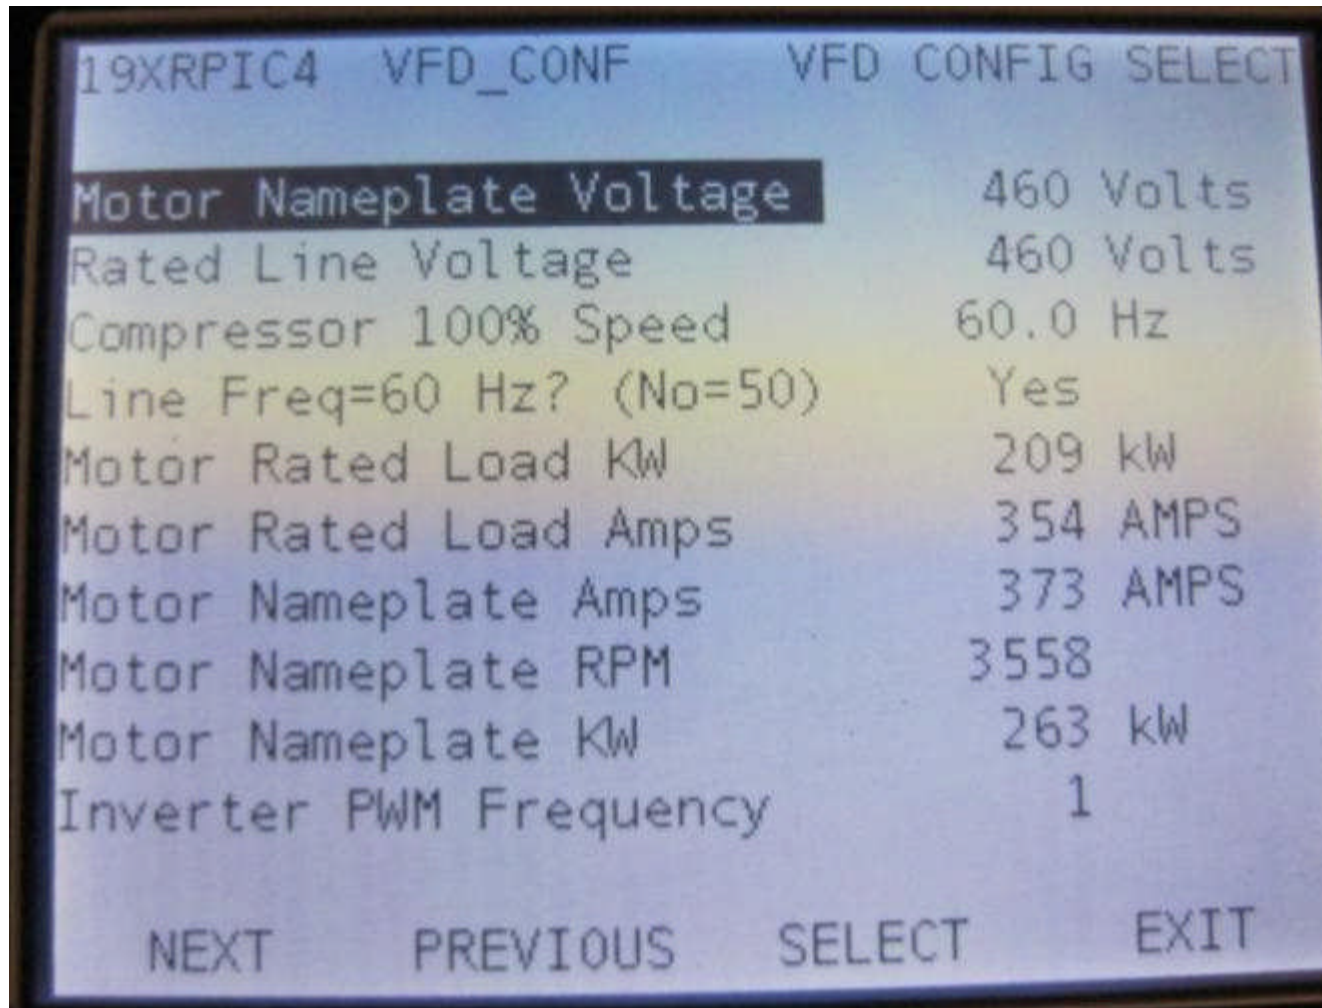 19XRPIC4 VFD_CONF VFD CONFIG SELECT
Motor Nameplate Voltage 460 Volts
Rated Line Voltage 460 Volts
Compressor 100% Speed 60.0 Hz
Line Freq=60 Hz? (No=50) Yes
Motor Rated Load KW 209 kW
Motor Rated Load Amps 354 AMPS
Motor Nameplate Amps 373 AMPS
Motor Nameplate RPM 3558
Motor Nameplate KW 263 kW
Inverter PWM Frequency 1
NEXT PREVIOUS SELECT EXIT